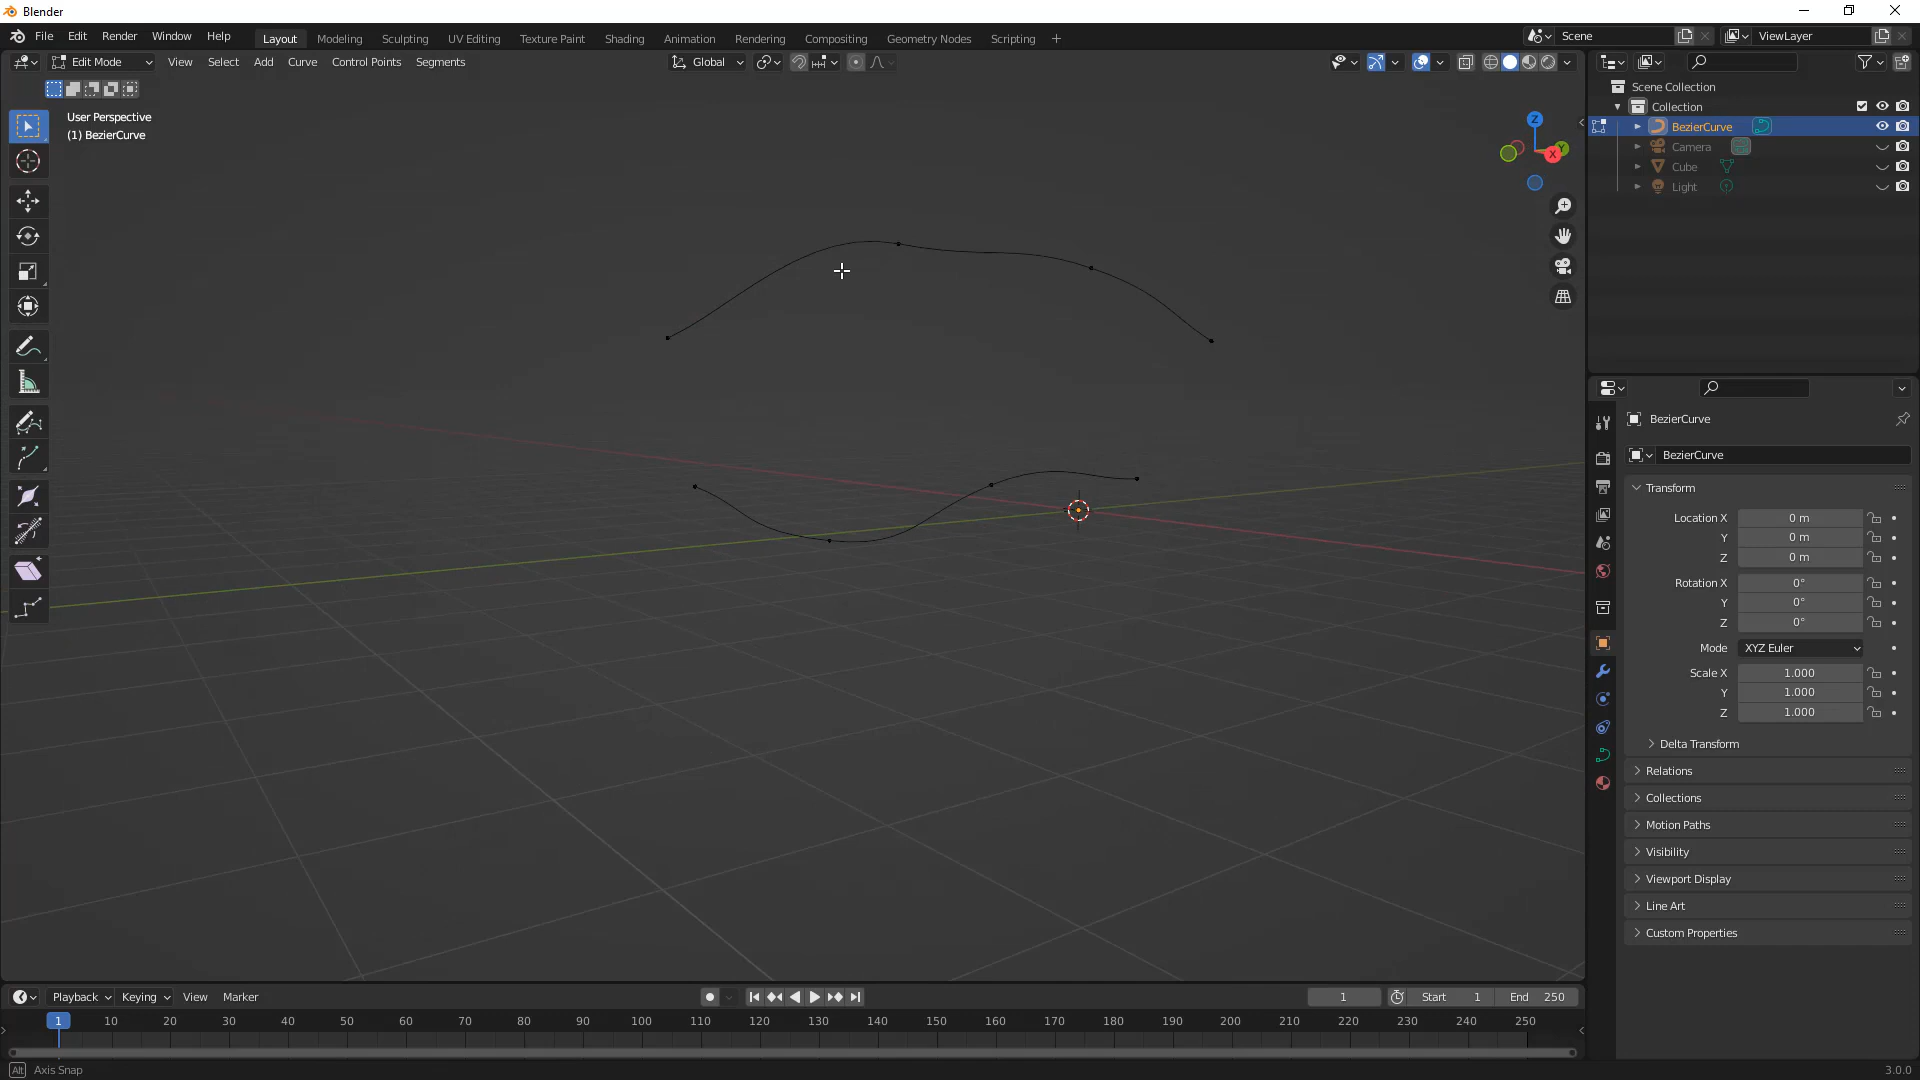 Blender
File Edit Render Window Help
Layout Modeling Sculpting UV Editing Texture Paint Shading Animation Rendering Compositing Geometry Nodes Scripting +
Scene
ViewLayer
Edit Mode View Select Add Curve Control Points Segments
Global
User Perspective
(1) BezierCurve
Z
Y
X
Scene Collection
Collection
BezierCurve
Camera
Cube
Light
BezierCurve
BezierCurve
Transform
Location X 0 m
Y 0 m
Z 0 m
Rotation X 0°
Y 0°
Z 0°
Mode XYZ Euler
Scale X 1.000
Y 1.000
Z 1.000
Delta Transform
Relations
Collections
Motion Paths
Visibility
Viewport Display
Line Art
Custom Properties
Playback Keying View Marker
1 Start 1 End 250
1 10 20 30 40 50 60 70 80 90 100 110 120 130 140 150 160 170 180 190 200 210 220 230 240 250
Alt Axis Snap
3.0.0